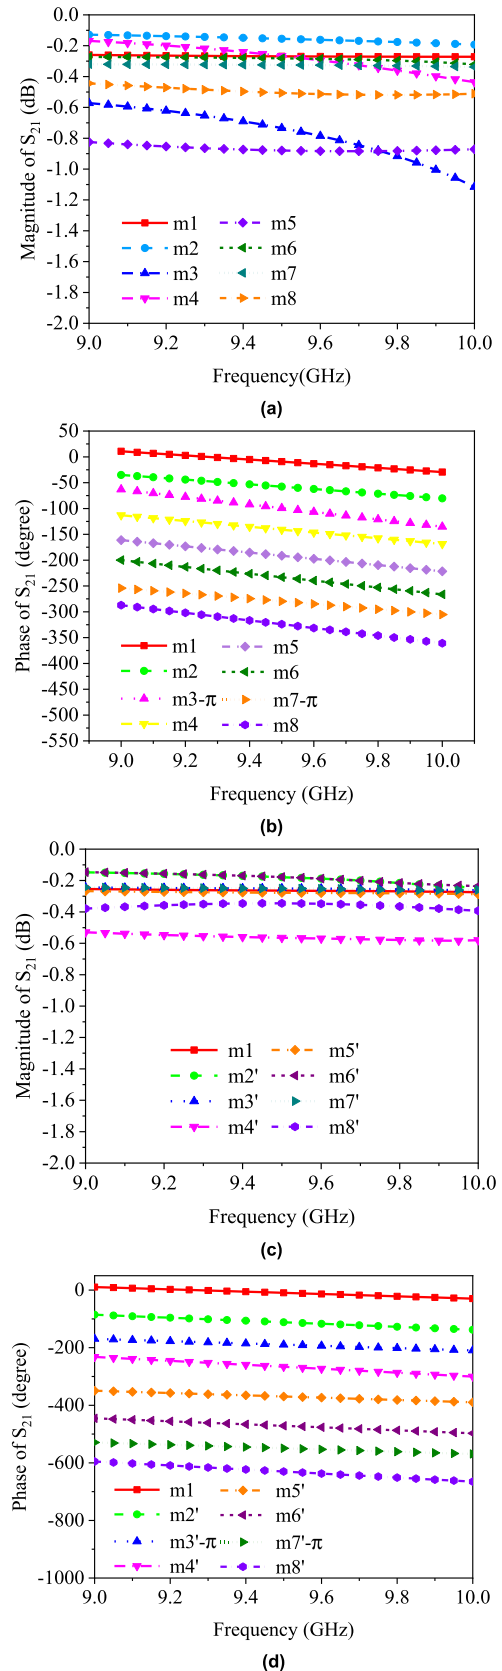 0.0
-0.2
-0.4
-0.6
-0.8
-1.0
-1.2
-1.4
-1.6
-1.8
-2.0
Magnitude of S21 (dB)
m1 m5
m2 m6
m3 m7
m4 m8
9.0 9.2 9.4 9.6 9.8 10.0
Frequency(GHz)
(a)
50
0
-50
-100
-150
-200
-250
-300
-350
-400
-450
-500
-550
Phase of S21 (degree)
m1 m5
m2 m6
m3-π m7-π
m4 m8
9.0 9.2 9.4 9.6 9.8 10.0
Frequency (GHz)
(b)
0.0
-0.2
-0.4
-0.6
-0.8
-1.0
-1.2
-1.4
-1.6
-1.8
-2.0
Magnitude of S21 (dB)
m1 m5'
m2' m6'
m3' m7'
m4' m8'
9.0 9.2 9.4 9.6 9.8 10.0
Frequency (GHz)
(c)
0
-200
-400
-600
-800
-1000
Phase of S21 (degree)
m1 m5'
m2' m6'
m3'-π m7'-π
m4' m8'
9.0 9.2 9.4 9.6 9.8 10.0
Frequency (GHz)
(d)